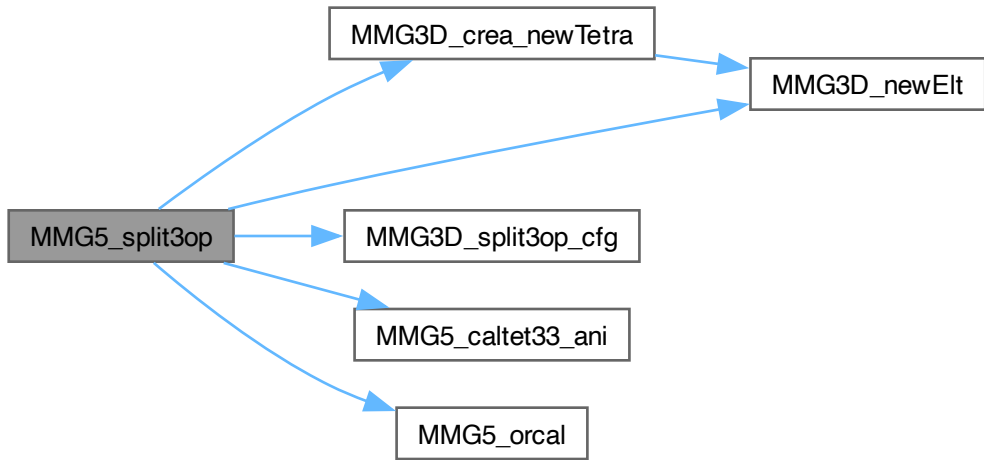 MMG3D_crea_newTetra
MMG3D_newElt
MMG5_split3op
MMG3D_split3op_cfg
MMG5_caltet33_ani
MMG5_orcal